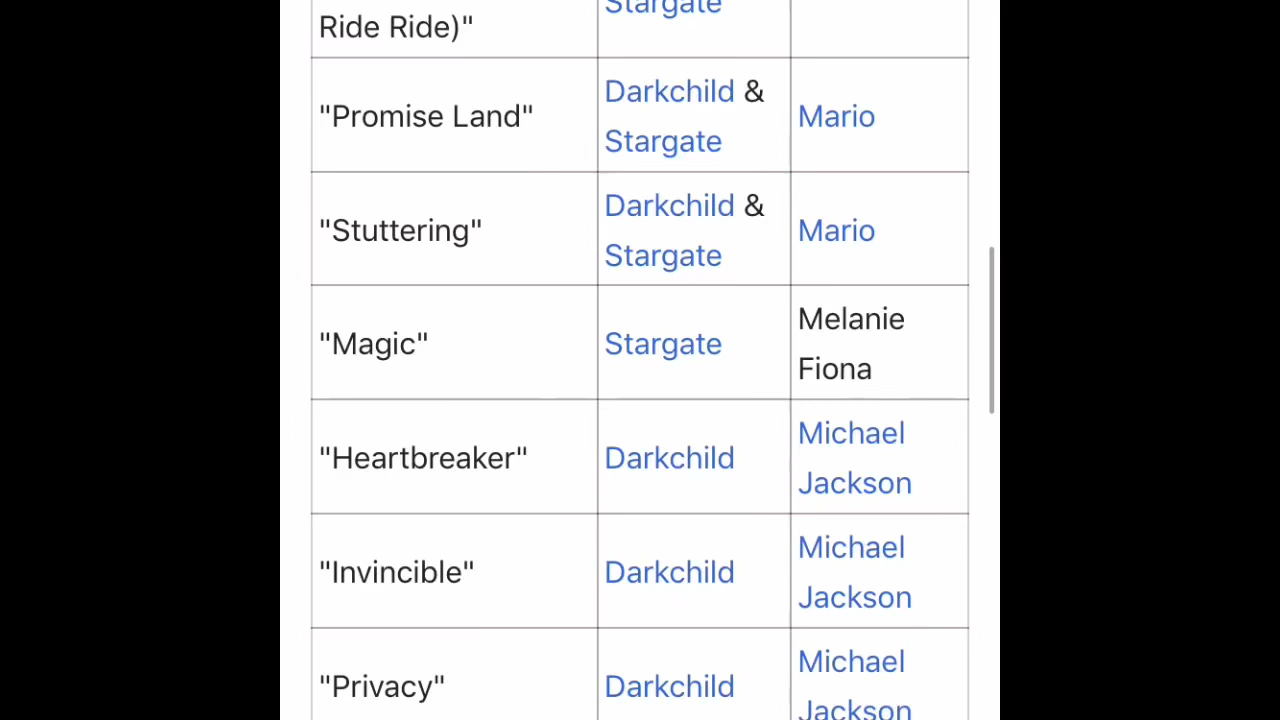 Stargate
Ride Ride)"
"Promise Land"
Darkchild &
Stargate
Mario
"Stuttering"
Darkchild &
Stargate
Mario
"Magic"
Stargate
Melanie
Fiona
"Heartbreaker"
Darkchild
Michael
Jackson
"Invincible"
Darkchild
Michael
Jackson
"Privacy"
Darkchild
Michael
Jackson